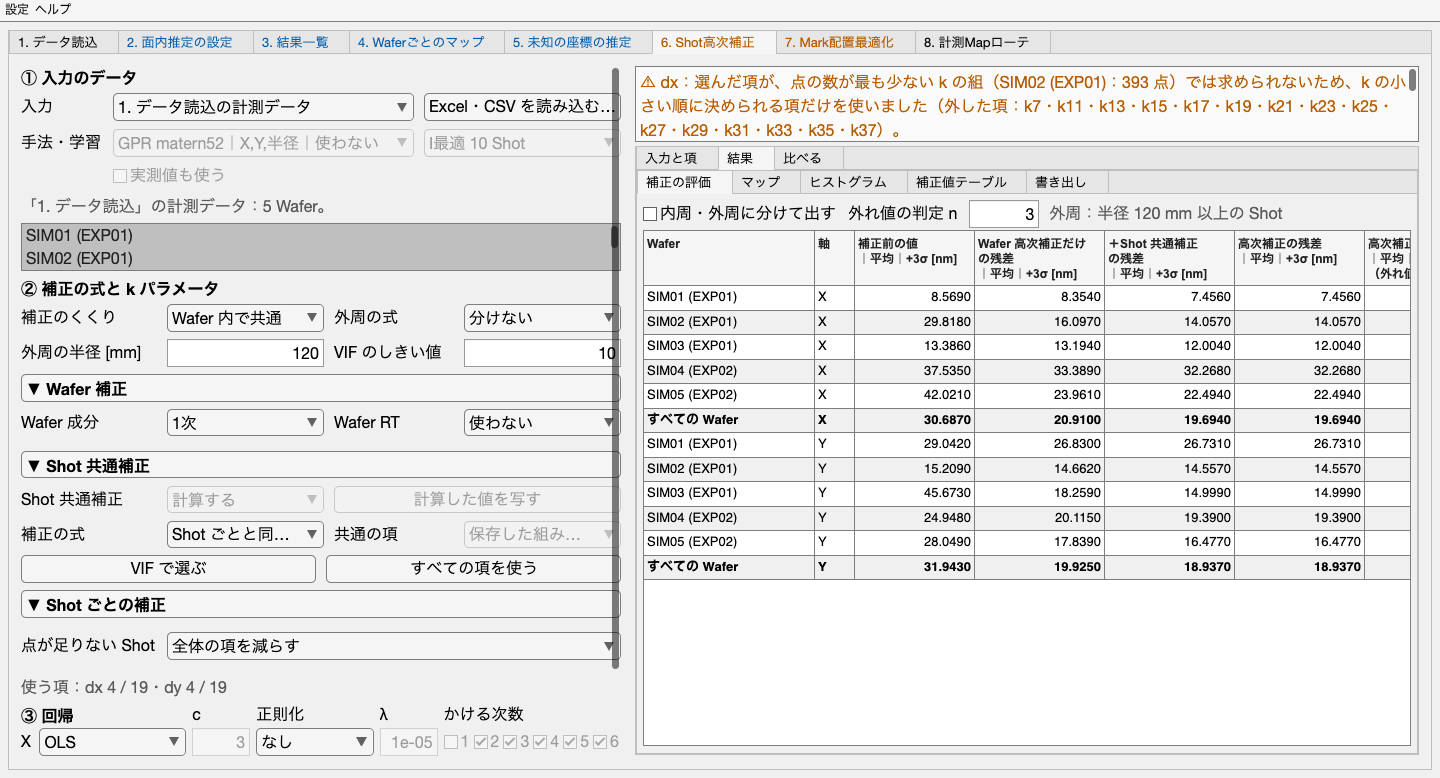 設定 ヘルプ
1. データ読込
2. 面内推定の設定
3. 結果一覧
4. Waferごとのマップ
5. 未知の座標の推定
6. Shot高次補正
7. Mark配置最適化
8. 計測Mapローテ
① 入力のデータ
入力
1. データ読込の計測データ
Excel・CSV を読み込む…
手法・学習
GPR matern52｜X,Y,半径｜使わない
I最適 10 Shot
実測値も使う
「1. データ読込」の計測データ：5 Wafer。
SIM01 (EXP01)
SIM02 (EXP01)
② 補正の式と k パラメータ
補正のくくり
Wafer 内で共通
外周の式
分けない
外周の半径 [mm]
120
VIF のしきい値
10
▼ Wafer 補正
Wafer 成分
1次
Wafer RT
使わない
▼ Shot 共通補正
Shot 共通補正
計算する
計算した値を写す
補正の式
Shot ごとと同…
共通の項
保存した組み…
VIF で選ぶ
すべての項を使う
▼ Shot ごとの補正
点が足りない Shot
全体の項を減らす
使う項：dx 4 / 19・dy 4 / 19
③ 回帰
c
正則化
λ
かける次数
X
OLS
3
なし
1e-05
1 2 3 4 5 6
⚠ dx：選んだ項が、点の数が最も少ない k の組（SIM02 (EXP01)：393 点）では求められないため、k の小
さい順に決められる項だけを使いました（外した項：k7・k11・k13・k15・k17・k19・k21・k23・k25・
k27・k29・k31・k33・k35・k37）。
入力と項
結果
比べる
補正の評価
マップ
ヒストグラム
補正値テーブル
書き出し
内周・外周に分けて出す
外れ値の判定 n
3
外周：半径 120 mm 以上の Shot
Wafer
軸
補正前の値
｜平均｜+3σ [nm]
Wafer 高次補正だけ
の残差
｜平均｜+3σ [nm]
＋Shot 共通補正
の残差
｜平均｜+3σ [nm]
高次補正の残差
｜平均｜+3σ [nm]
SIM01 (EXP01) X 8.5690 8.3540 7.4560 7.4560
SIM02 (EXP01) X 29.8180 16.0970 14.0570 14.0570
SIM03 (EXP01) X 13.3860 13.1940 12.0040 12.0040
SIM04 (EXP02) X 37.5350 33.3890 32.2680 32.2680
SIM05 (EXP02) X 42.0210 23.9610 22.4940 22.4940
すべての Wafer X 30.6870 20.9100 19.6940 19.6940
SIM01 (EXP01) Y 29.0420 26.8300 26.7310 26.7310
SIM02 (EXP01) Y 15.2090 14.6620 14.5570 14.5570
SIM03 (EXP01) Y 45.6730 18.2590 14.9990 14.9990
SIM04 (EXP02) Y 24.9480 20.1150 19.3900 19.3900
SIM05 (EXP02) Y 28.0490 17.8390 16.4770 16.4770
すべての Wafer Y 31.9430 19.9250 18.9370 18.9370